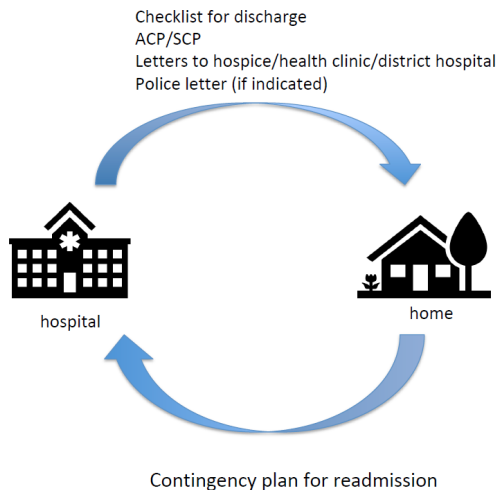 Checklist for discharge
ACP/SCP
Letters to hospice/health clinic/district hospital
Police letter (if indicated)
hospital
home
Contingency plan for readmission